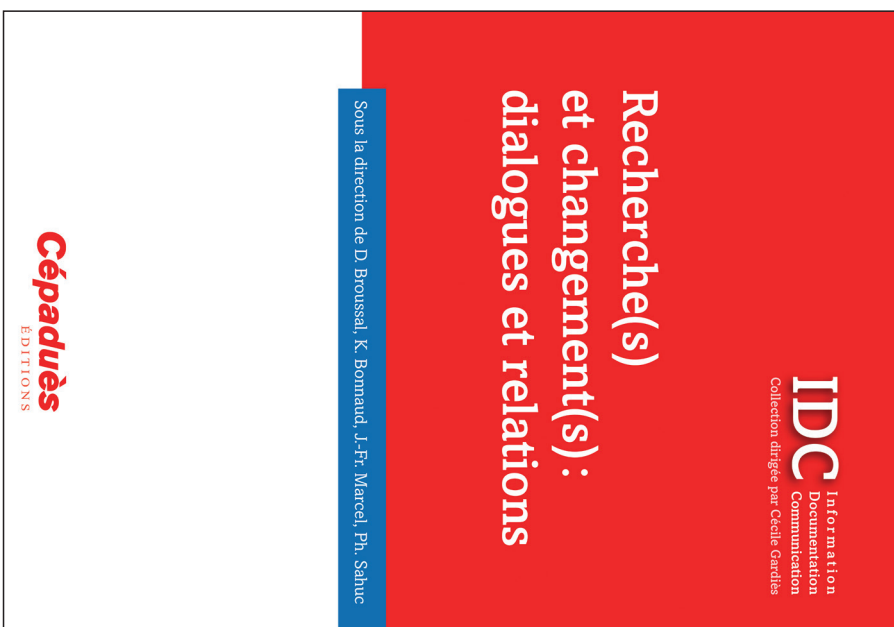 IDC
Information
Documentation
Communication
Collection dirigée par Cécile Gardiès
Recherche(s)
et changement(s) :
dialogues et relations
Sous la direction de D. Broussal, K. Bonnaud, J.-Fr. Marcel, Ph. Sahuc
Cépaduès
ÉDITIONS